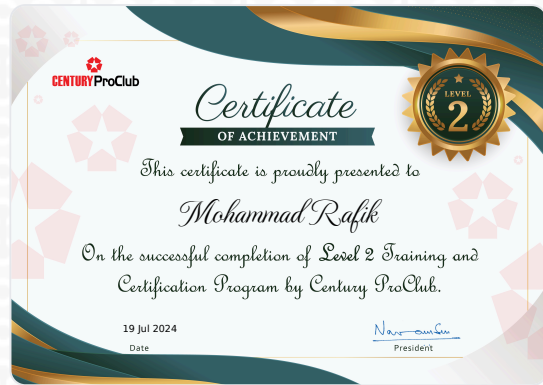 CENTURY ProClub
LEVEL
2
Certificate
OF ACHIEVEMENT
This certificate is proudly presented to
Mohammad Rafik
On the successful completion of Level 2 Training and
Certification Program by Century ProClub.
19 Jul 2024
Date
President